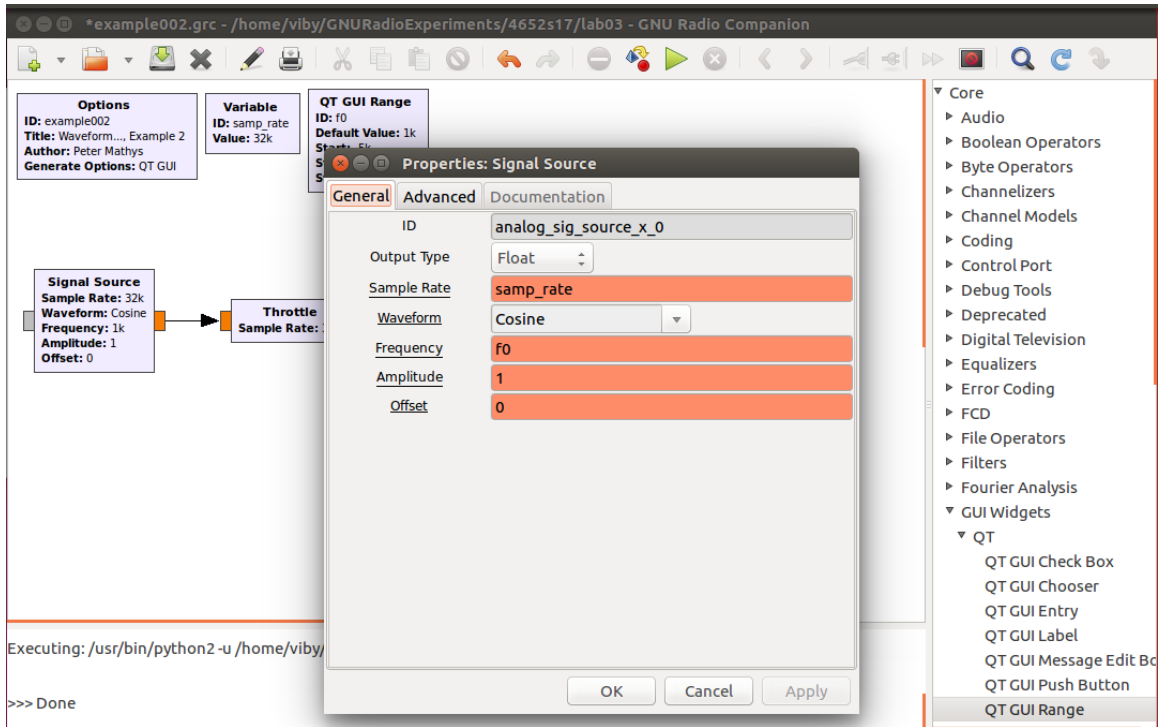 *example002.grc - /home/viby/GNURadioExperiments/4652s17/lab03 - GNU Radio Companion
Options
ID: example002
Title: Waveform..., Example 2
Author: Peter Mathys
Generate Options: QT GUI
Variable
ID: samp_rate
Value: 32k
QT GUI Range
ID: f0
Default Value: 1k
Signal Source
Sample Rate: 32k
Waveform: Cosine
Frequency: 1k
Amplitude: 1
Offset: 0
Throttle
Sample Rate:
Properties: Signal Source
General Advanced Documentation
ID analog_sig_source_x_0
Output Type Float
Sample Rate samp_rate
Waveform Cosine
Frequency f0
Amplitude 1
Offset 0
OK Cancel Apply
Executing: /usr/bin/python2 -u /home/viby/
>>> Done
Core
Audio
Boolean Operators
Byte Operators
Channelizers
Channel Models
Coding
Control Port
Debug Tools
Deprecated
Digital Television
Equalizers
Error Coding
FCD
File Operators
Filters
Fourier Analysis
GUI Widgets
QT
QT GUI Check Box
QT GUI Chooser
QT GUI Entry
QT GUI Label
QT GUI Message Edit Bo
QT GUI Push Button
QT GUI Range